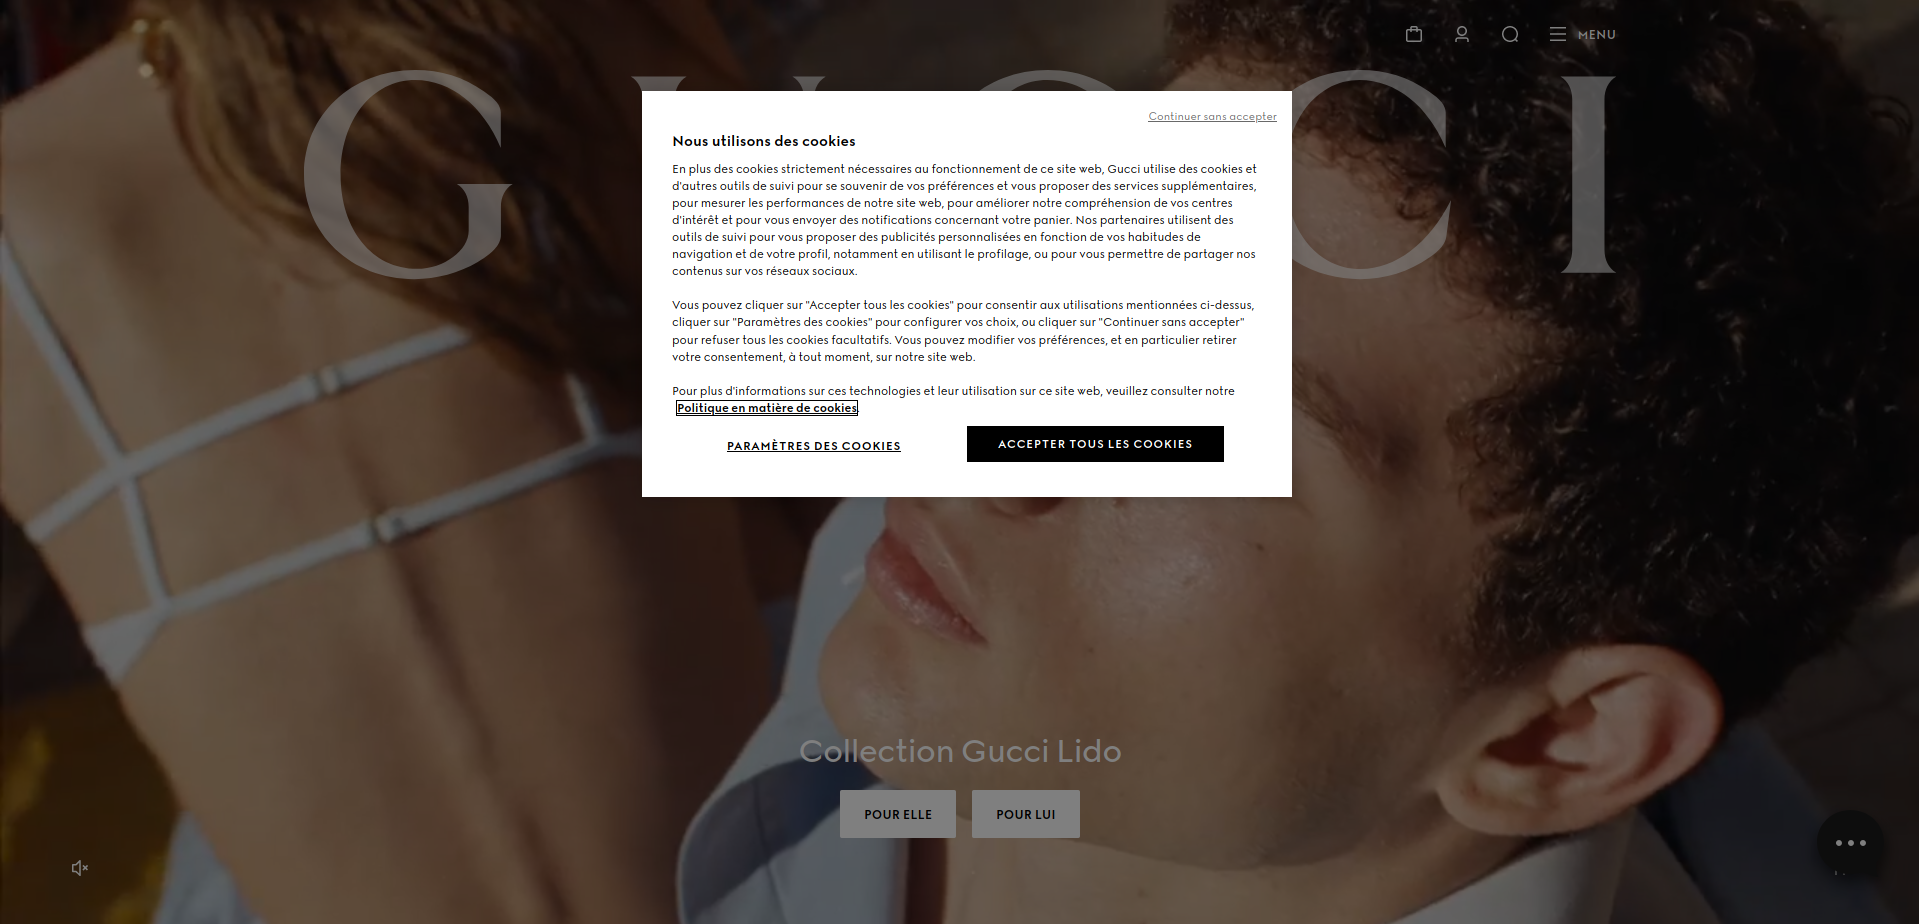 MENU
GUCCI
Continuer sans accepter
Nous utilisons des cookies
En plus des cookies strictement nécessaires au fonctionnement de ce site web, Gucci utilise des cookies et
d'autres outils de suivi pour se souvenir de vos préférences et vous proposer des services supplémentaires,
pour mesurer les performances de notre site web, pour améliorer notre compréhension de vos centres
d'intérêt et pour vous envoyer des notifications concernant votre panier. Nos partenaires utilisent des
outils de suivi pour vous proposer des publicités personnalisées en fonction de vos habitudes de
navigation et de votre profil, notamment en utilisant le profilage, ou pour vous permettre de partager nos
contenus sur vos réseaux sociaux.
Vous pouvez cliquer sur "Accepter tous les cookies" pour consentir aux utilisations mentionnées ci-dessus,
cliquer sur "Paramètres des cookies" pour configurer vos choix, ou cliquer sur "Continuer sans accepter"
pour refuser tous les cookies facultatifs. Vous pouvez modifier vos préférences, et en particulier retirer
votre consentement, à tout moment, sur notre site web.
Pour plus d'informations sur ces technologies et leur utilisation sur ce site web, veuillez consulter notre
Politique en matière de cookies.
PARAMÈTRES DES COOKIES
ACCEPTER TOUS LES COOKIES
Collection Gucci Lido
POUR ELLE
POUR LUI